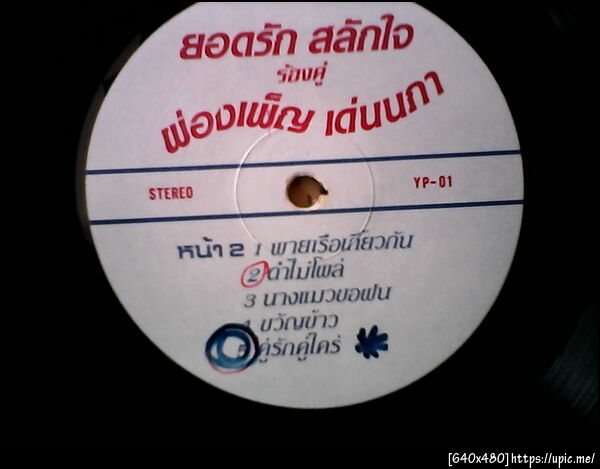 ยอดรัก สลักใจ
ร้องคู่
ผ่องเพ็ญ เด่นนภา
STEREO YP-01
หน้า 2 1 พายเรือเกี้ยวกัน
2 ดำไม่โผล่
3 นางแมวขอฝน
4 ขวัญข้าว
5 คู่รักคู่ใคร่
[640x480]https://upic.me/